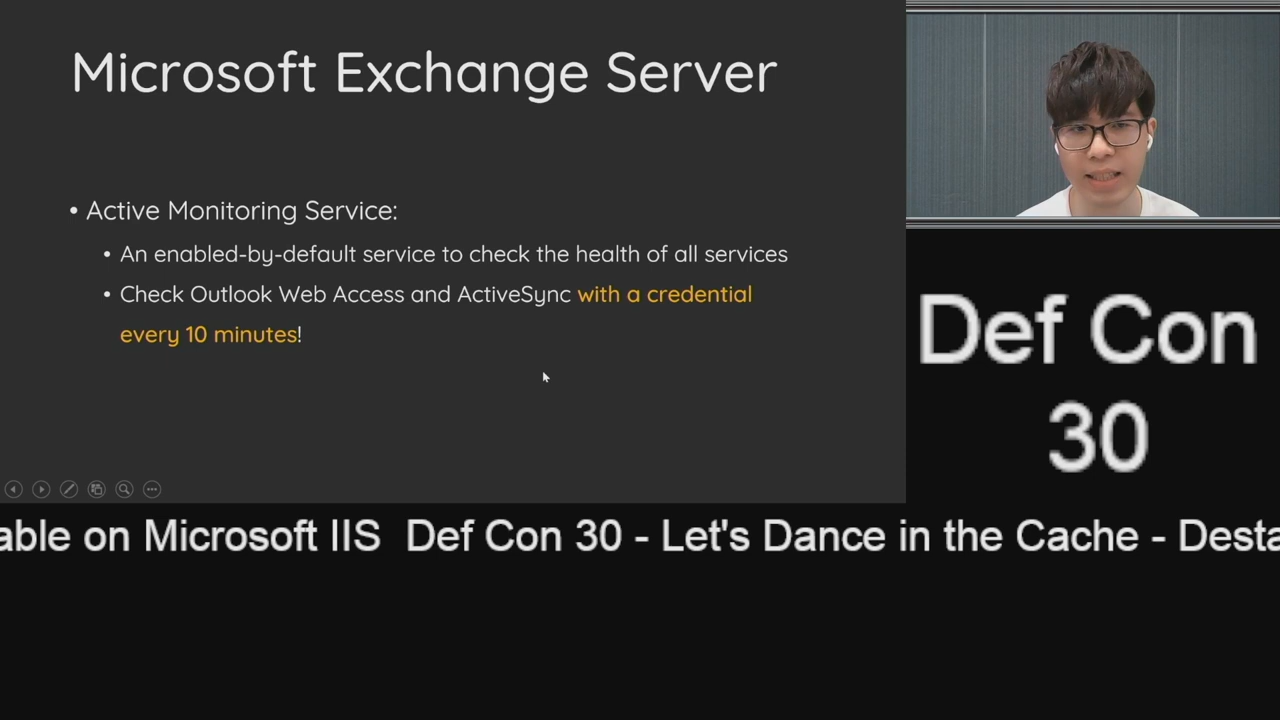 Microsoft Exchange Server
• Active Monitoring Service:
• An enabled-by-default service to check the health of all services
• Check Outlook Web Access and ActiveSync with a credential
every 10 minutes!
Def Con
30
able on Microsoft IIS Def Con 30 - Let's Dance in the Cache - Desta